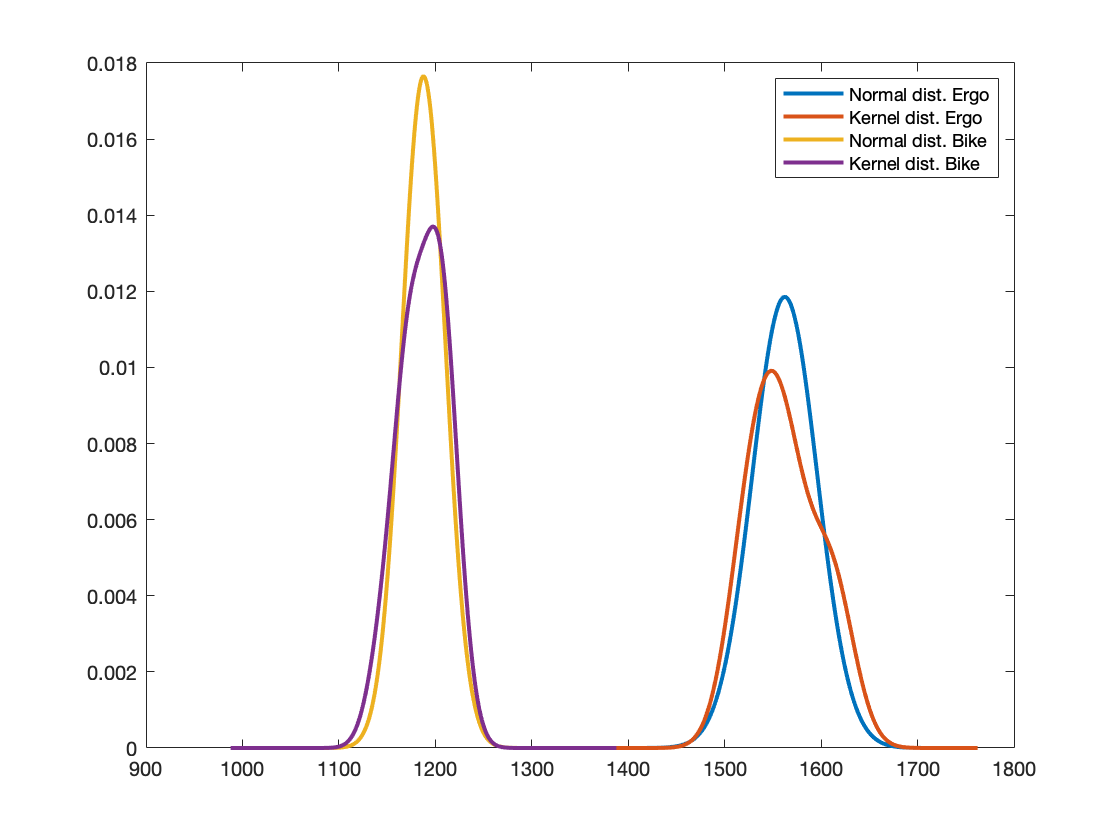 0.018
0.016
0.014
0.012
0.01
0.008
0.006
0.004
0.002
0
900 1000 1100 1200 1300 1400 1500 1600 1700 1800
Normal dist. Ergo
Kernel dist. Ergo
Normal dist. Bike
Kernel dist. Bike